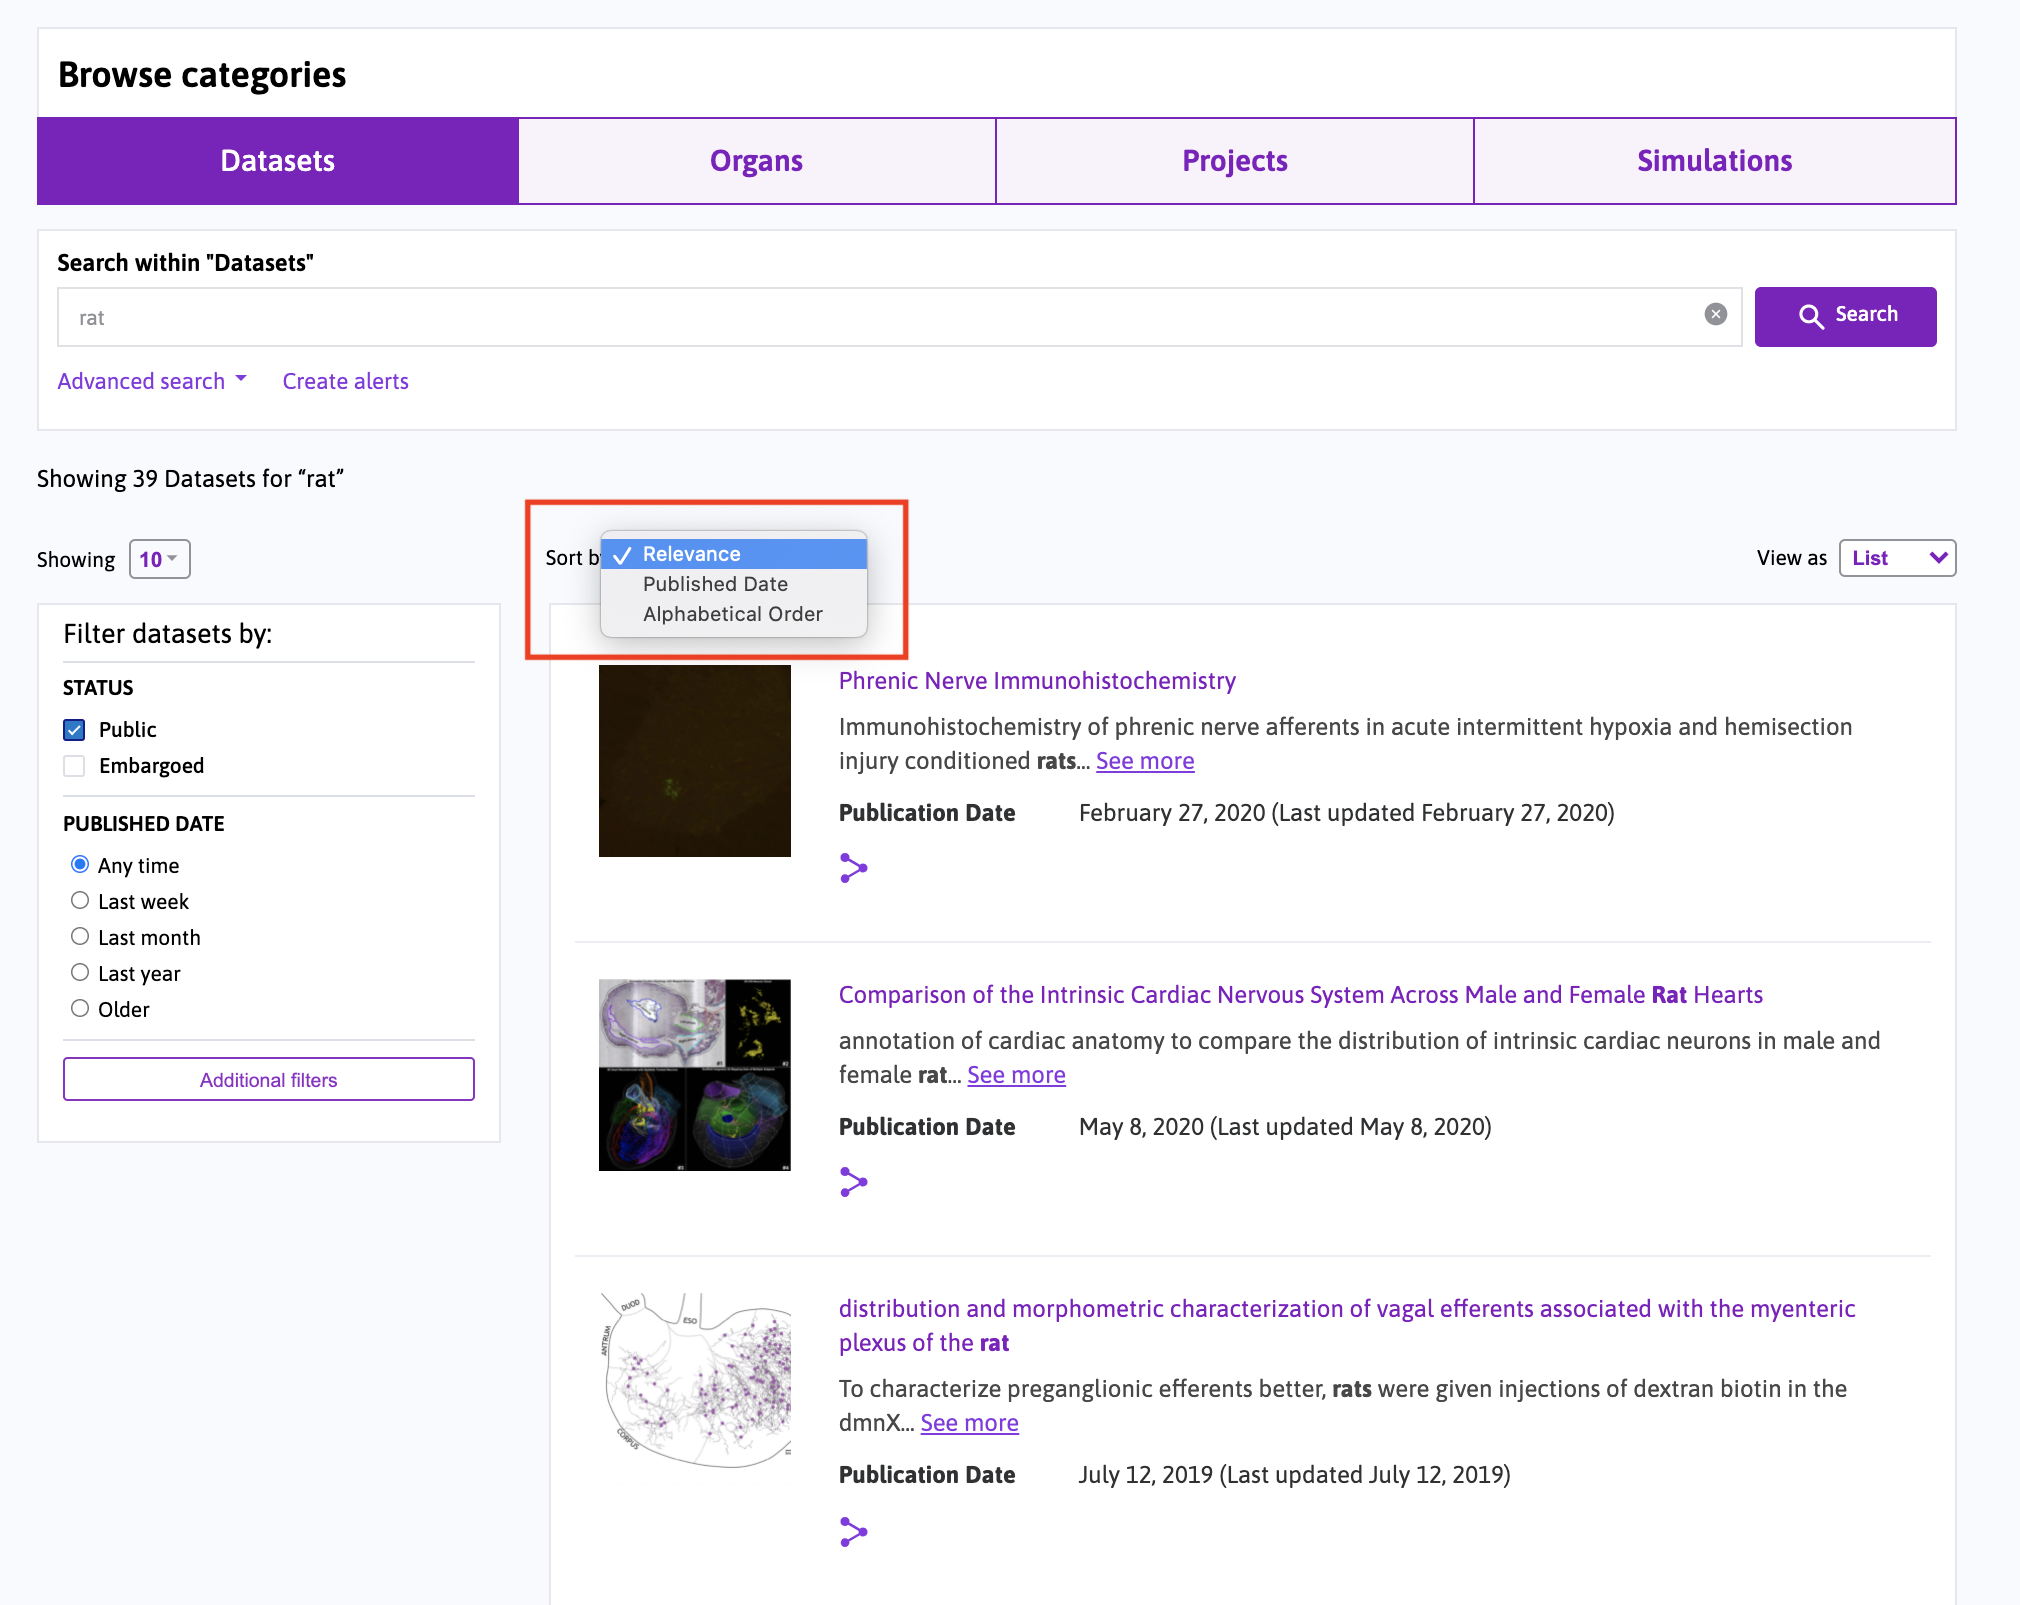 Browse categories
Datasets
Organs
Projects
Simulations
Search within "Datasets"
rat
Search
Advanced search
Create alerts
Showing 39 Datasets for “rat”
Showing
10
Sort b
Relevance
Published Date
Alphabetical Order
View as
List
Filter datasets by:
STATUS
Public
Embargoed
PUBLISHED DATE
Any time
Last week
Last month
Last year
Older
Additional filters
Phrenic Nerve Immunohistochemistry
Immunohistochemistry of phrenic nerve afferents in acute intermittent hypoxia and hemisection
injury conditioned rats... See more
Publication Date February 27, 2020 (Last updated February 27, 2020)
Comparison of the Intrinsic Cardiac Nervous System Across Male and Female Rat Hearts
annotation of cardiac anatomy to compare the distribution of intrinsic cardiac neurons in male and
female rat... See more
Publication Date May 8, 2020 (Last updated May 8, 2020)
#1
#2
#3
#4
distribution and morphometric characterization of vagal efferents associated with the myenteric
plexus of the rat
To characterize preganglionic efferents better, rats were given injections of dextran biotin in the
dmnX... See more
Publication Date July 12, 2019 (Last updated July 12, 2019)
DUOD
ESO
ANTRUM
CORPUS